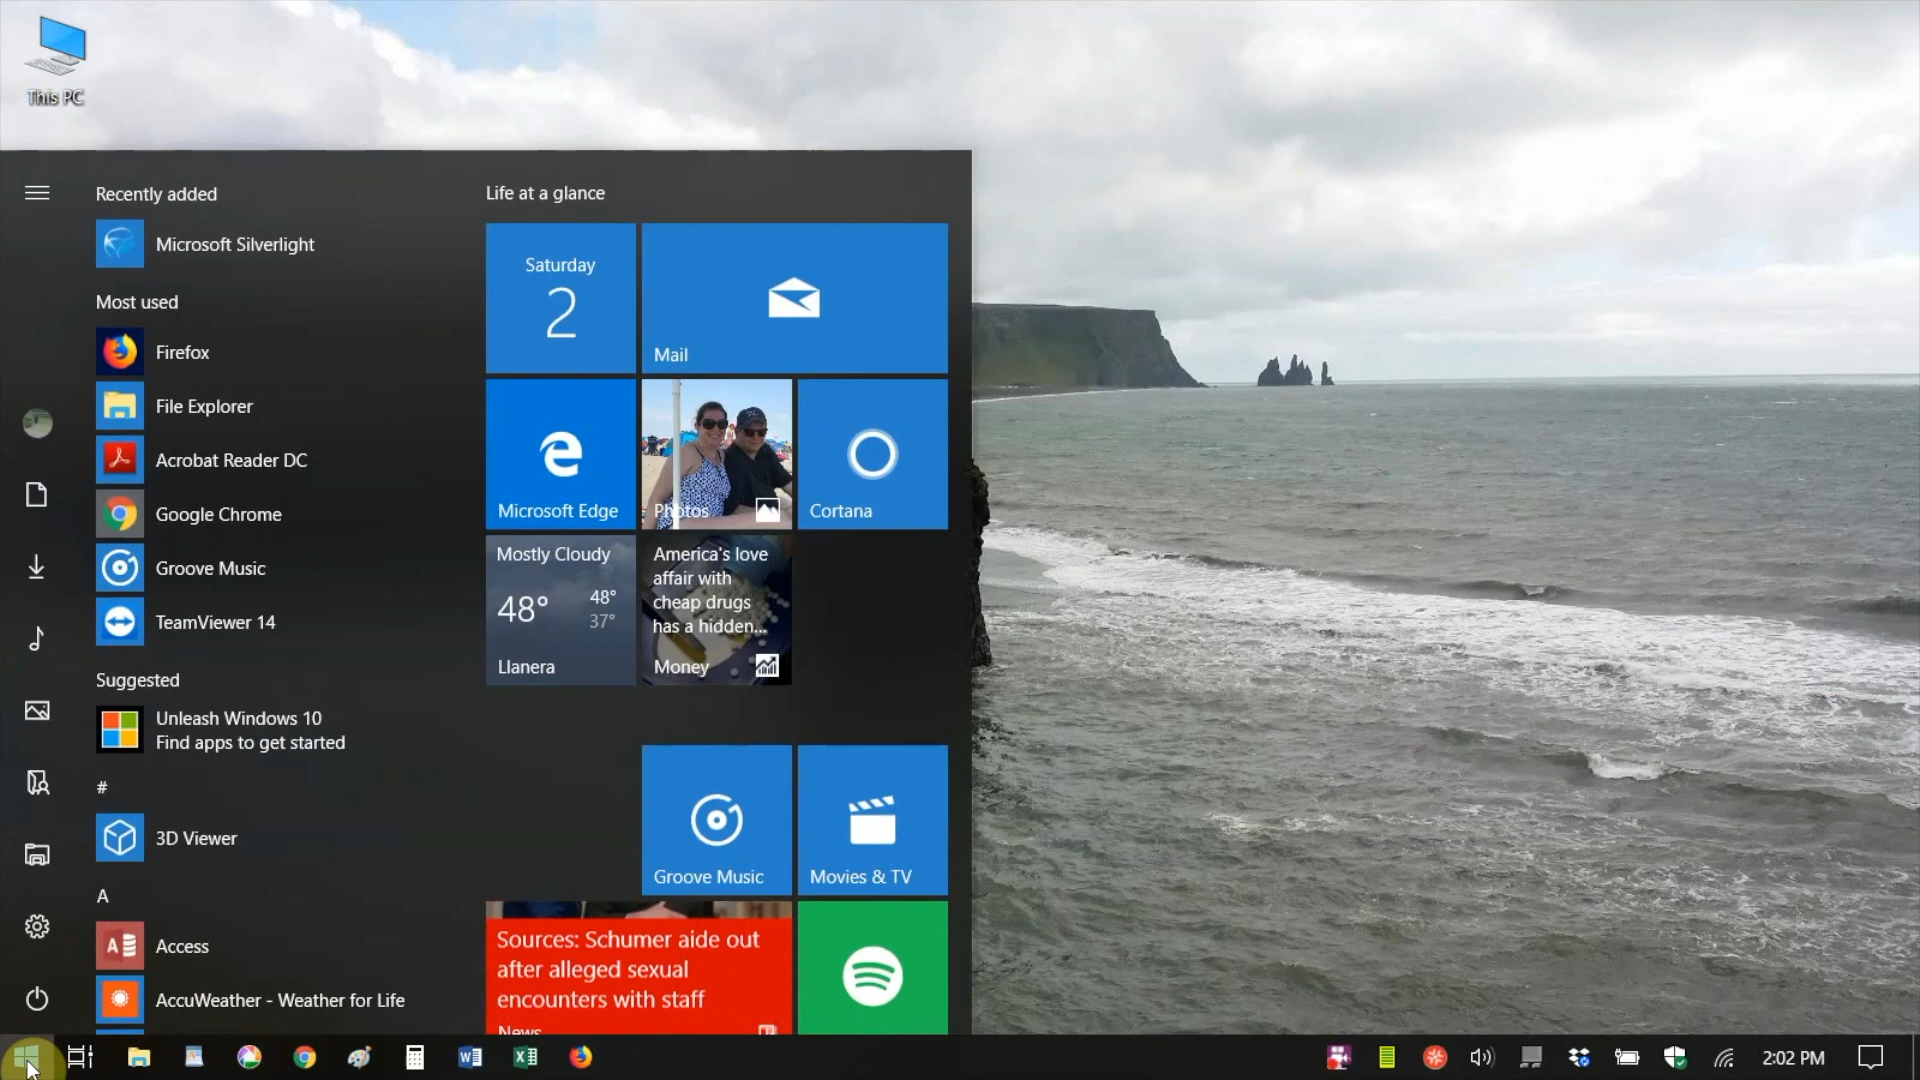 This PC
Recently added
Microsoft Silverlight
Most used
Firefox
File Explorer
Acrobat Reader DC
Google Chrome
Groove Music
TeamViewer 14
Suggested
Unleash Windows 10
Find apps to get started
#
3D Viewer
A
Access
AccuWeather - Weather for Life
Life at a glance
Saturday
2
Mail
Microsoft Edge
Photos
Cortana
Mostly Cloudy
48°
48°
37°
Llanera
America's love
affair with
cheap drugs
has a hidden...
Money
Groove Music
Movies & TV
Sources: Schumer aide out
after alleged sexual
encounters with staff
News
2:02 PM